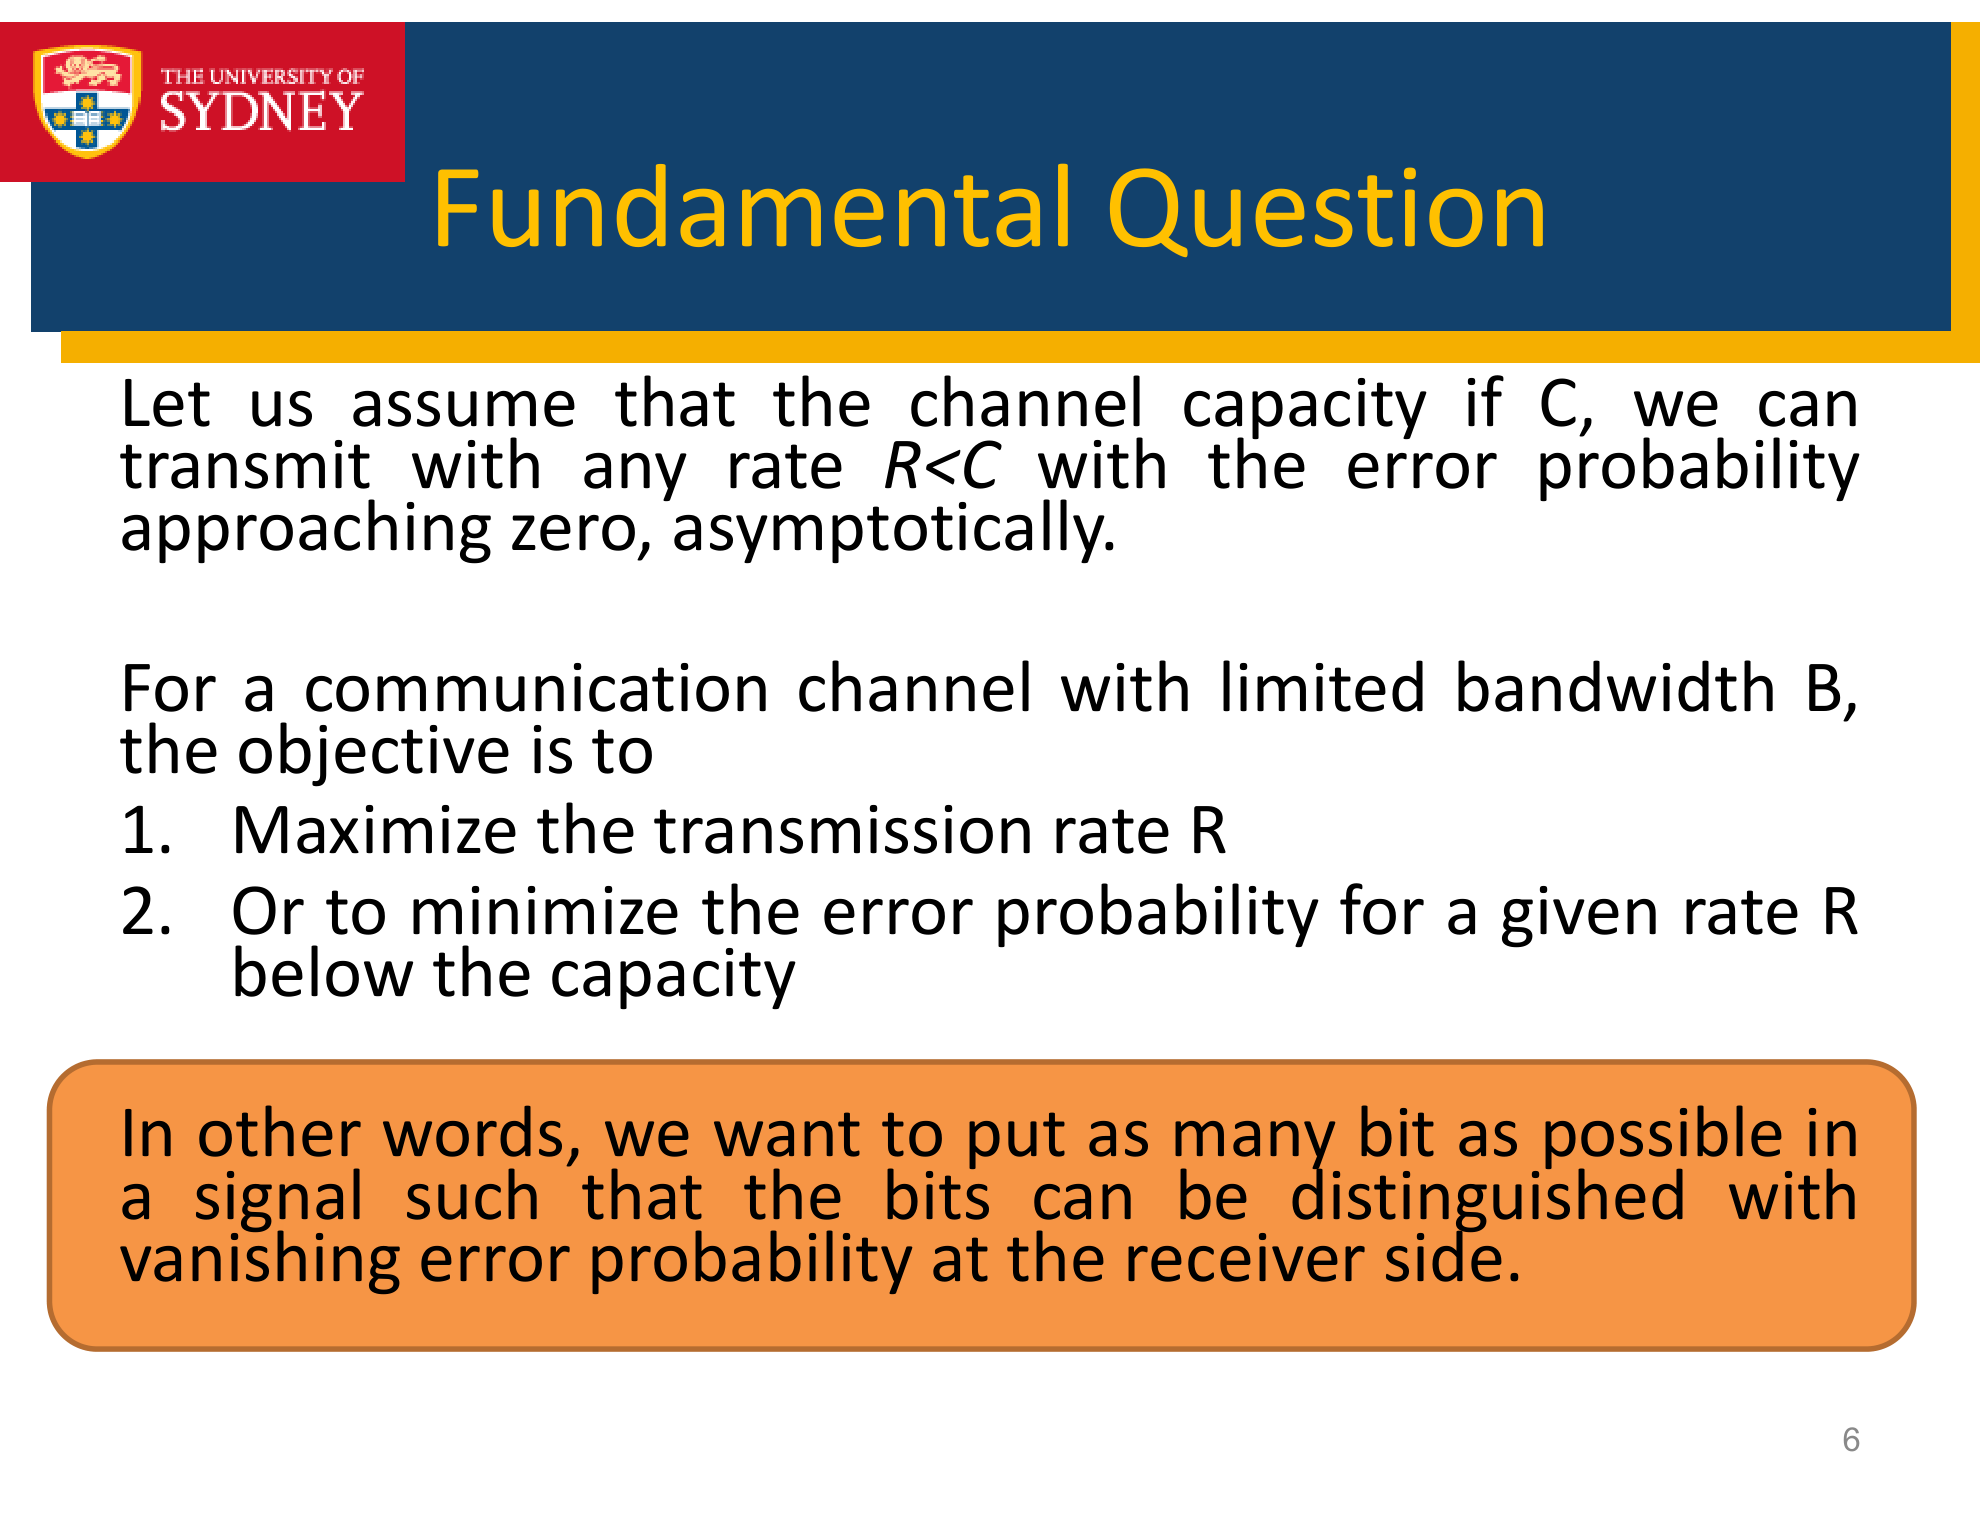 THE UNIVERSITY OF
SYDNEY
Fundamental Question
Let us assume that the channel capacity if C, we can
transmit with any rate R<C with the error probability
approaching zero, asymptotically.
For a communication channel with limited bandwidth B,
the objective is to
1. Maximize the transmission rate R
2. Or to minimize the error probability for a given rate R
below the capacity
In other words, we want to put as many bit as possible in
a signal such that the bits can be distinguished with
vanishing error probability at the receiver side.
6